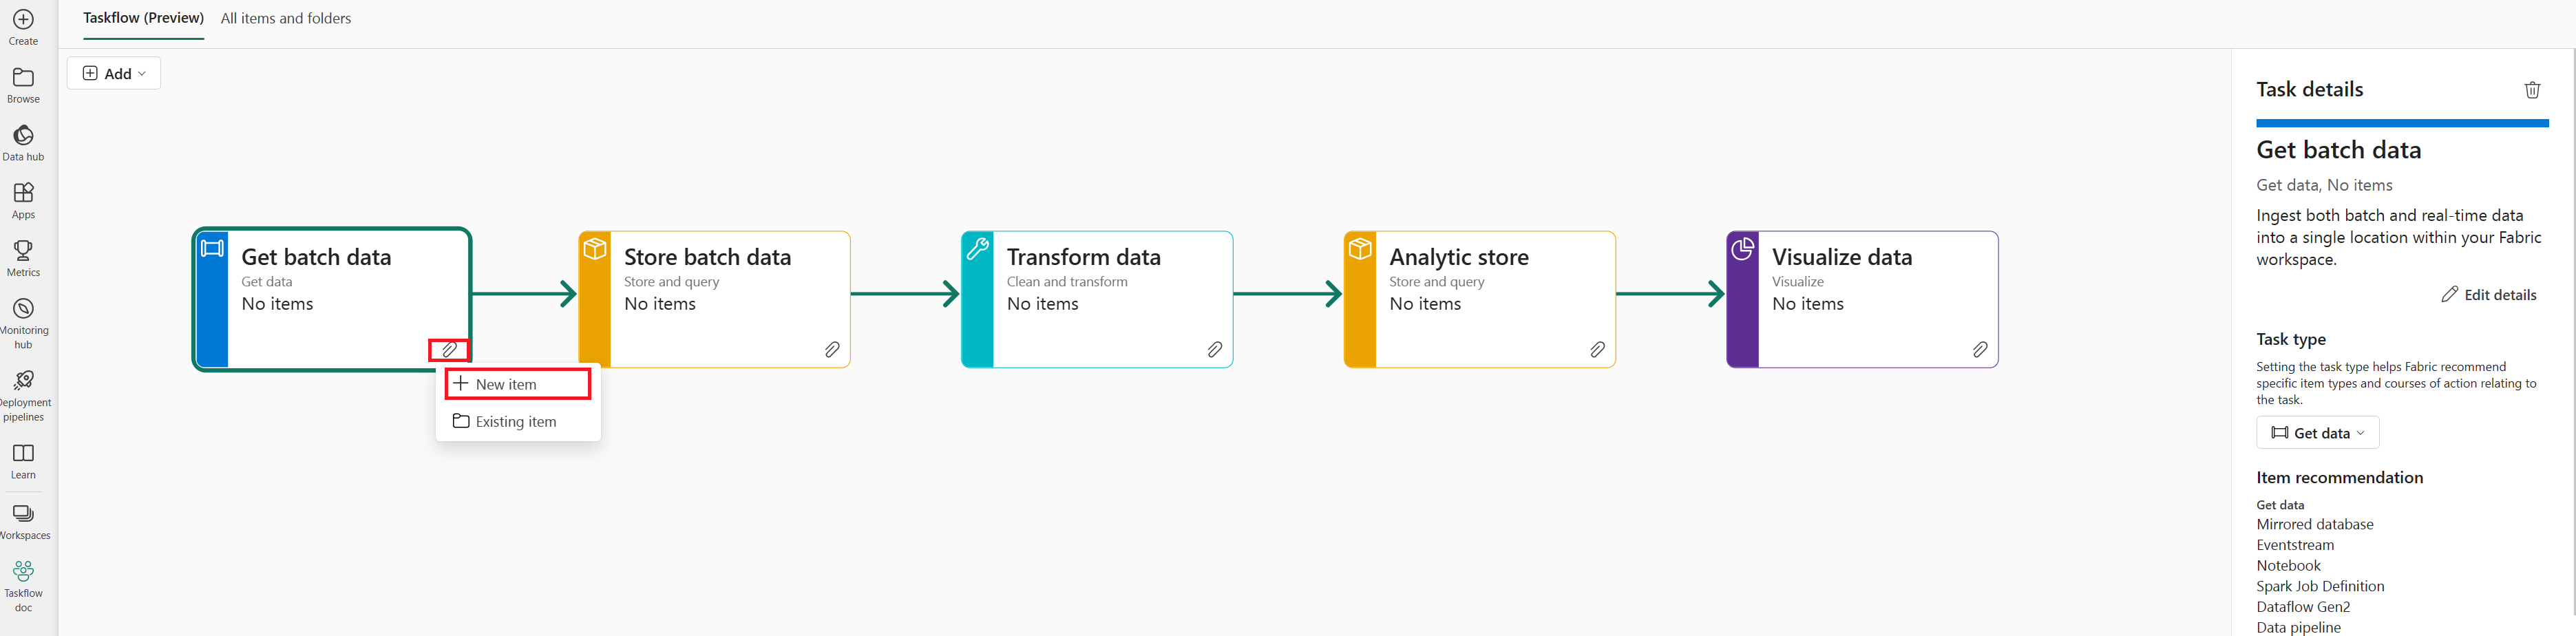 Create
Browse
Data hub
Apps
Metrics
Monitoring
hub
Deployment
pipelines
Learn
Workspaces
Taskflow
doc
Taskflow (Preview)
All items and folders
Add
Get batch data
Get data
No items
New item
Existing item
Store batch data
Store and query
No items
Transform data
Clean and transform
No items
Analytic store
Store and query
No items
Visualize data
Visualize
No items
Task details
Get batch data
Get data, No items
Ingest both batch and real-time data
into a single location within your Fabric
workspace.
Edit details
Task type
Setting the task type helps Fabric recommend
specific item types and courses of action relating to
the task.
Get data
Item recommendation
Get data
Mirrored database
Eventstream
Notebook
Spark Job Definition
Dataflow Gen2
Data pipeline